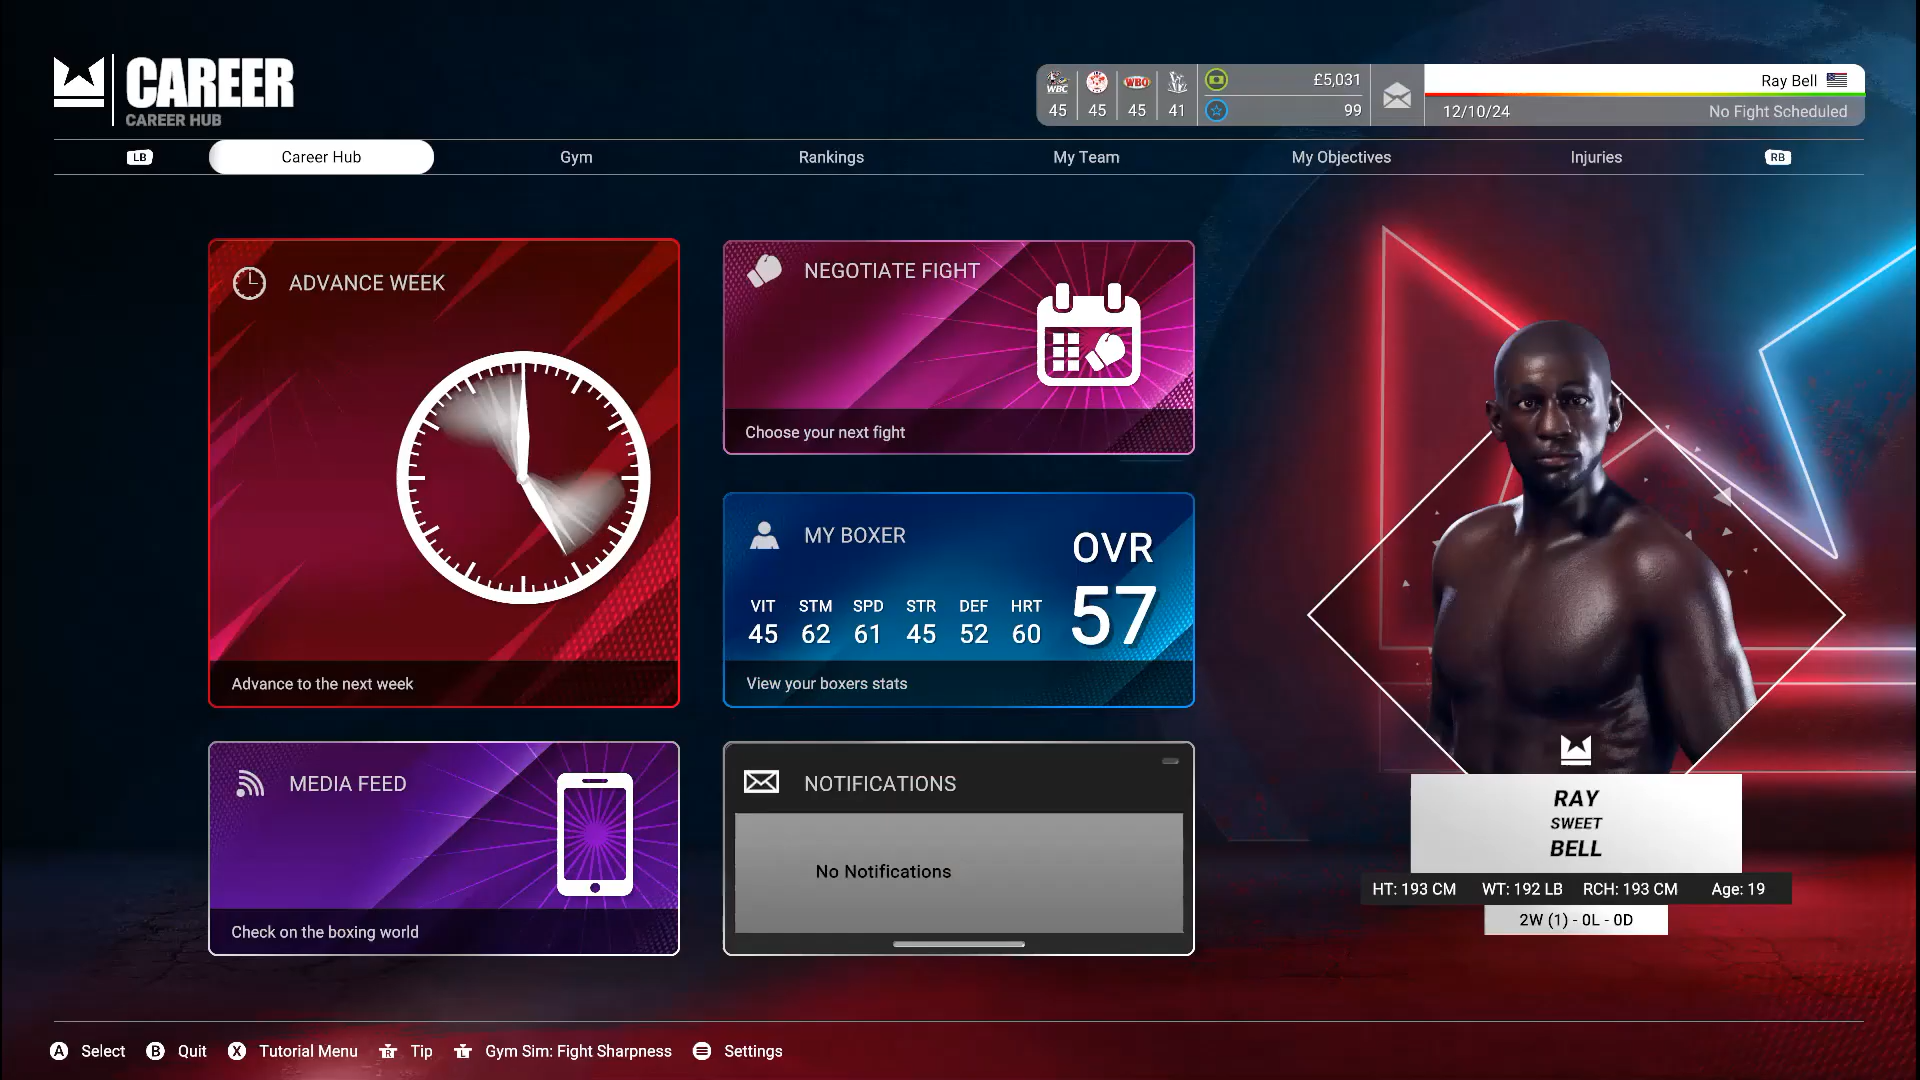 CAREER
CAREER HUB
WBC
WBO
45 45 45 41
£5,031
99
Ray Bell
12/10/24 No Fight Scheduled
LB Career Hub Gym Rankings My Team My Objectives Injuries RB
ADVANCE WEEK
Advance to the next week
NEGOTIATE FIGHT
Choose your next fight
MY BOXER
OVR
57
VIT STM SPD STR DEF HRT
45 62 61 45 52 60
View your boxers stats
MEDIA FEED
Check on the boxing world
NOTIFICATIONS
No Notifications
RAY
SWEET
BELL
HT: 193 CM WT: 192 LB RCH: 193 CM Age: 19
2W (1) - 0L - 0D
A Select B Quit X Tutorial Menu R Tip L Gym Sim: Fight Sharpness Settings